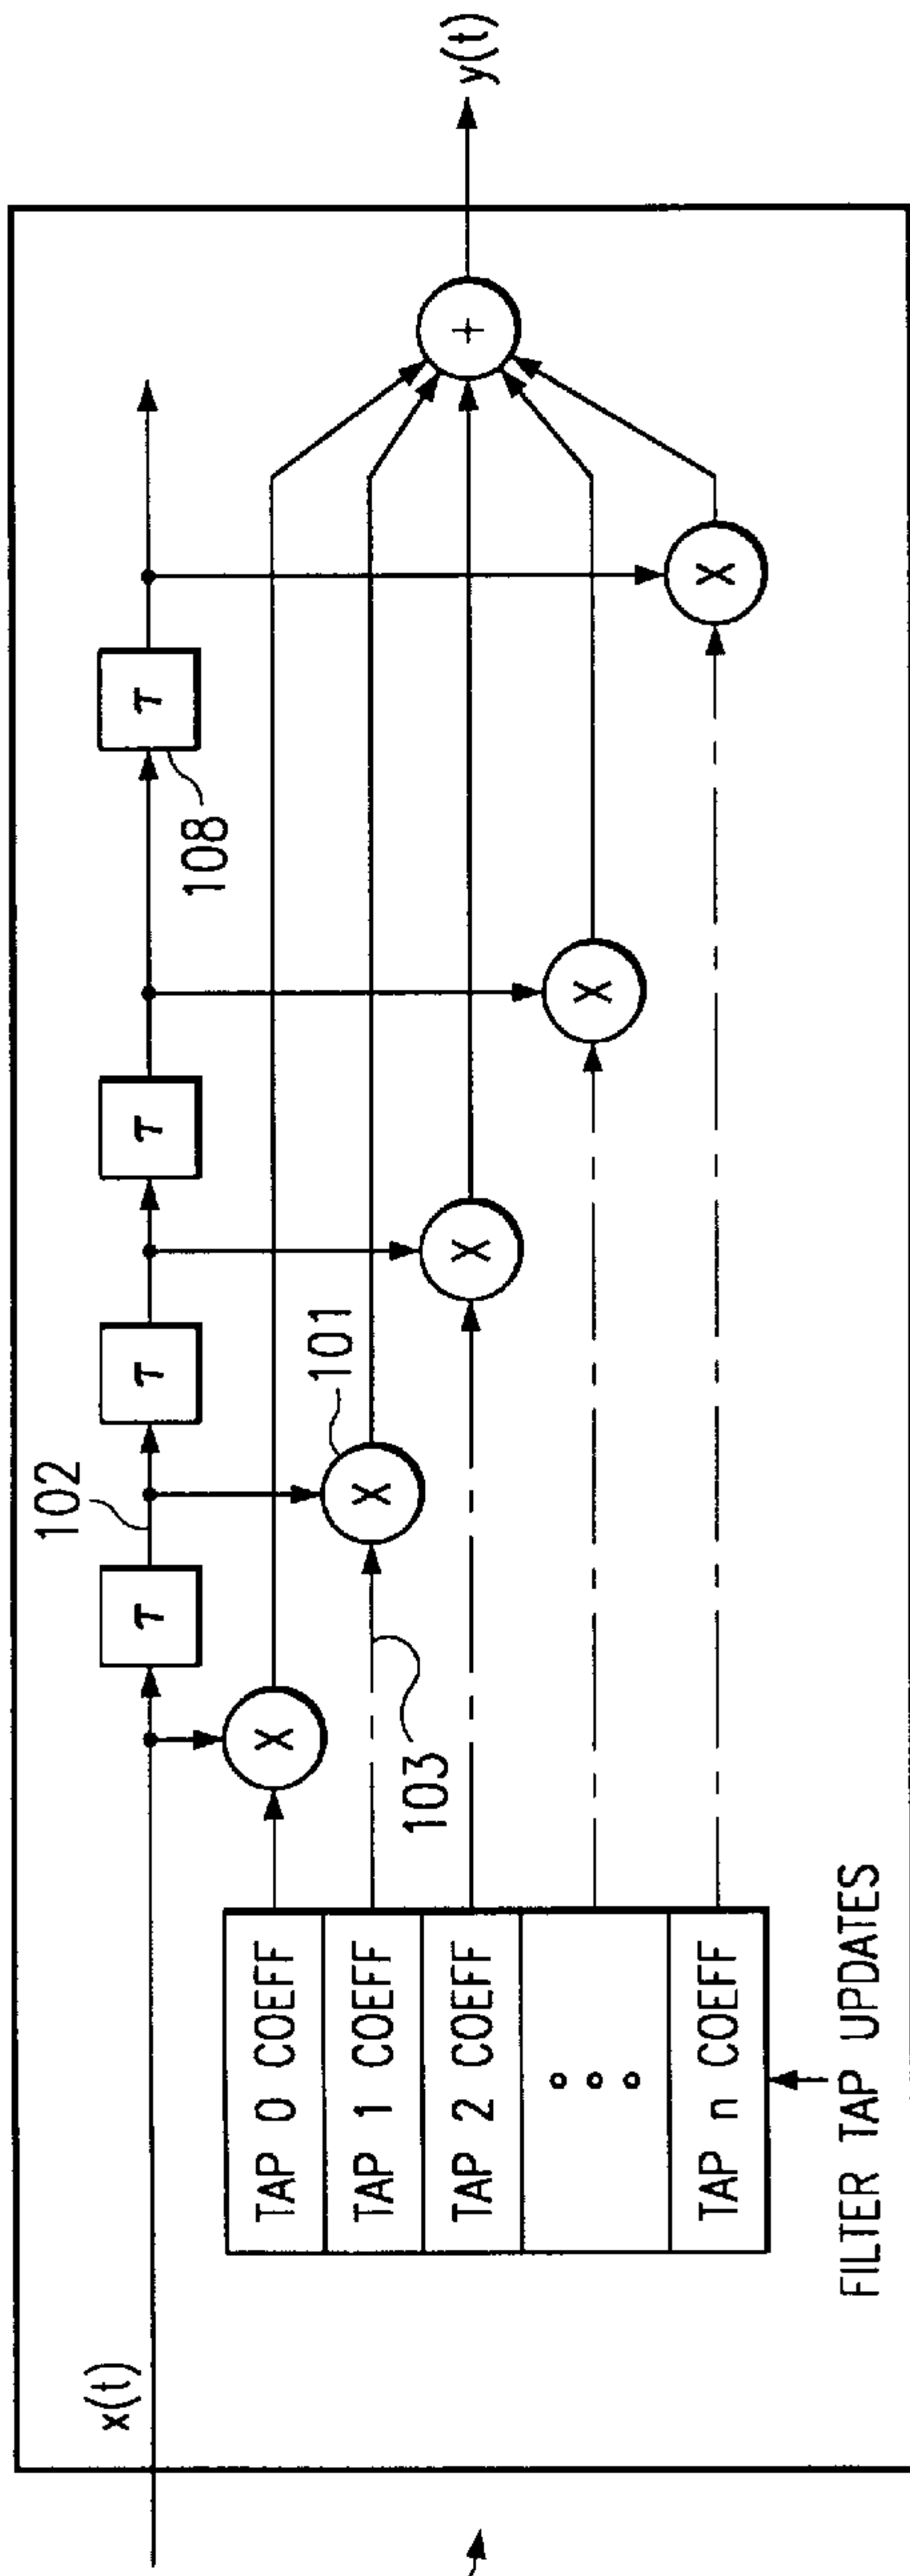 x(t)
102
τ
τ
τ
τ
108
101
103
X
X
X
X
X
+
y(t)
TAP 0 COEFF
TAP 1 COEFF
TAP 2 COEFF
TAP n COEFF
FILTER TAP UPDATES